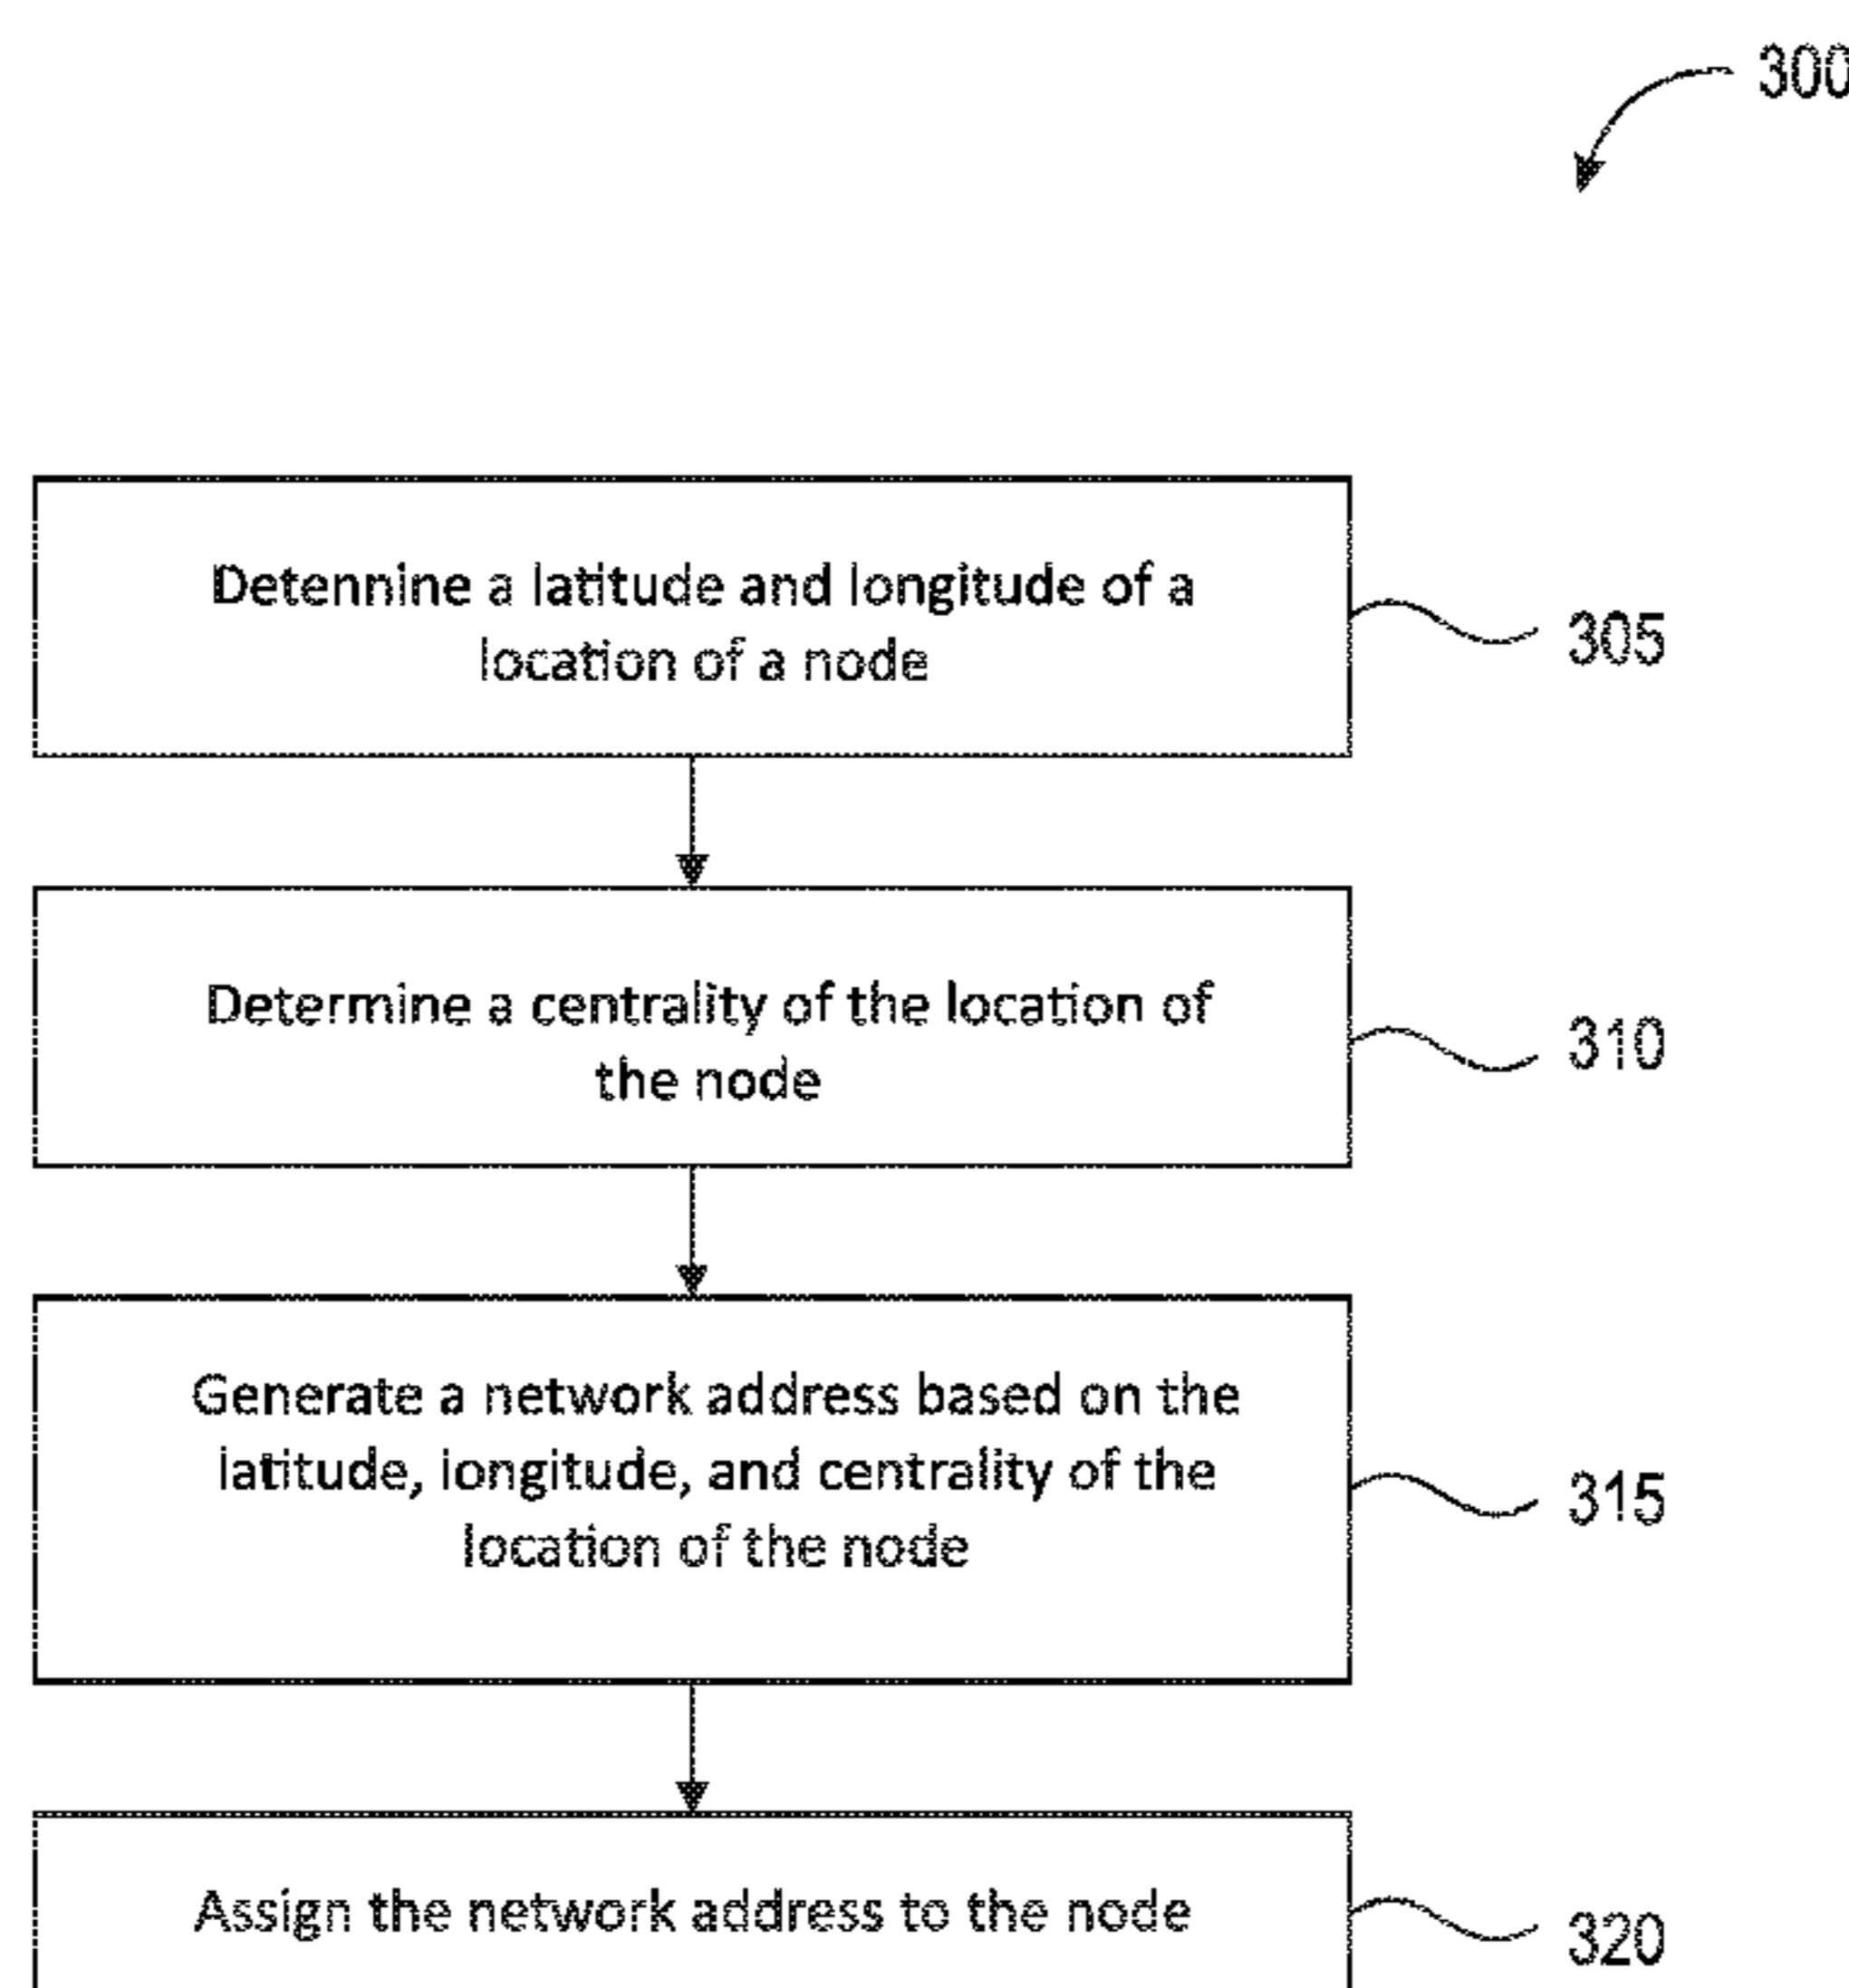 300
Detennine a latitude and longitude of a
location of a node
305
Determine a centrality of the location of
the node
310
Generate a network address based on the
latitude, longitude, and centrality of the
location of the node
315
Assign the network address to the node
320